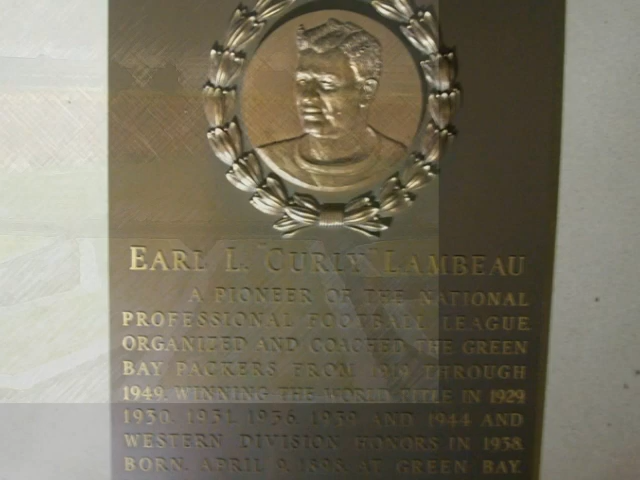 EARL L. "CURLY" LAMBEAU
A PIONEER OF THE NATIONAL
PROFESSIONAL FOOTBALL LEAGUE
ORGANIZED AND COACHED THE GREEN
BAY PACKERS FROM 1919 THROUGH
1949. WINNING THE WORLD TITLE IN 1929
1930. 1931. 1936. 1939 AND 1944 AND
WESTERN DIVISION HONORS IN 1938.
BORN. APRIL 9. 1898. AT GREEN BAY.